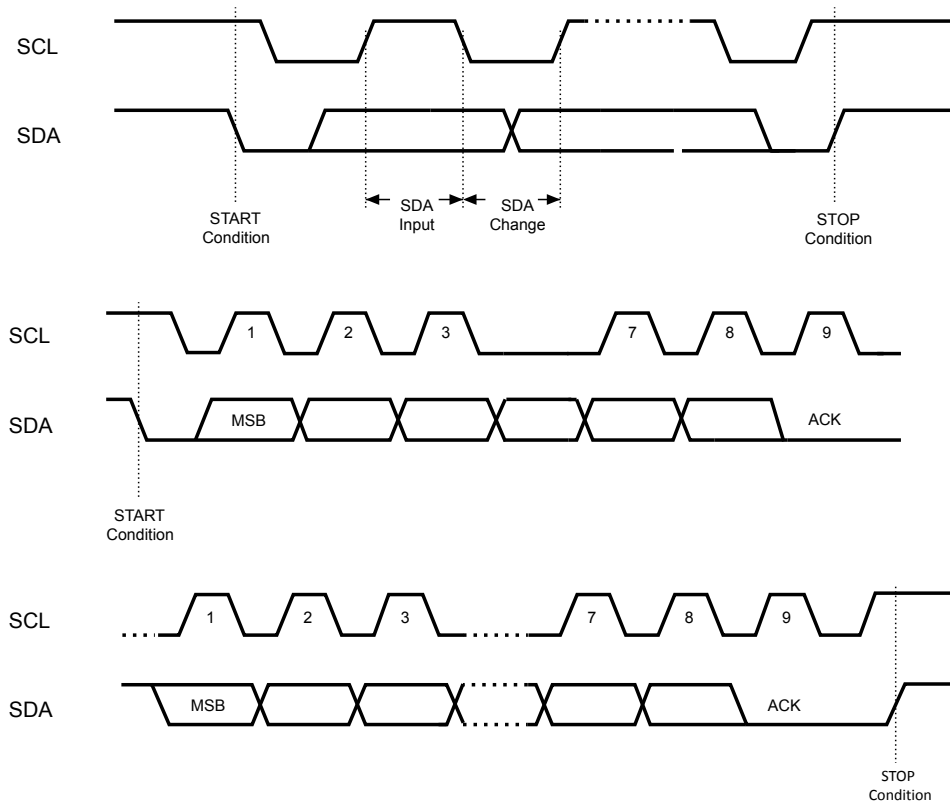 SCL
SDA
START
Condition
SDA
Input
SDA
Change
STOP
Condition
SCL
1
2
3
7
8
9
SDA
MSB
ACK
START
Condition
SCL
1
2
3
7
8
9
SDA
MSB
ACK
STOP
Condition